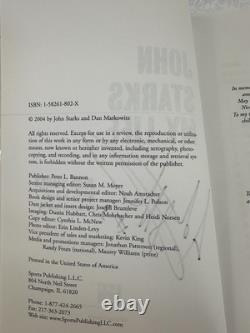 ISBN: 1-58261-802-X
© 2004 by John Starks and Dan Markowitz
All rights reserved. Except for use in a review, the reproduction or utiliza-
tion of this work in any form or by any electronic, mechanical, or other
means, now known or hereafter invented, including xerography, photo-
copying, and recording, and in any information storage and retrieval sys-
tem, is forbidden without the written permission of the publisher.
Publisher: Peter L. Bannon
Senior managing editor: Susan M. Moyer
Acquisitions and developmental editor: Noah Amstadter
Book design and senior project manager: Jennifer L. Polson
Dust jacket and insert design: Joseph Brumleve
Imaging: Dustin Hubbart, Chris Mohrbacher and Heidi Norsen
Copy editor: Cynthia L. McNew
Photo editor: Erin Linden-Levy
Vice president of sales and marketing: Kevin King
Media and promotions managers: Jonathan Patterson (regional),
Randy Fouts (national), Maurey Williams (print)
Printed in the United States of America
Sports Publishing L.L.C.
804 North Neil Street
Champaign, IL 61820
Phone: 1-877-424-2665
Fax: 217-363-2073
Web site: www.SportsPublishingLLC.com
JOHN
STARKS
MY LIFE
In memo
May